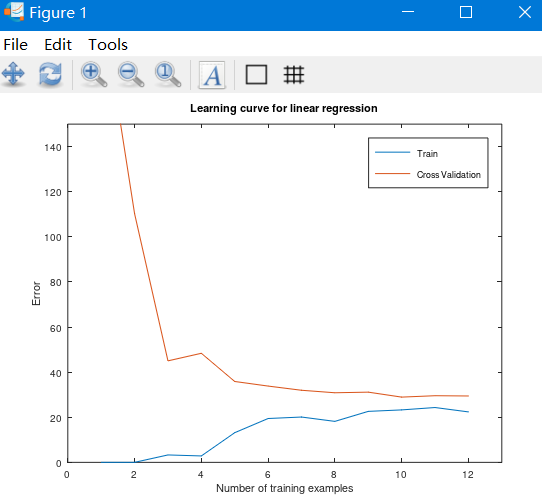 Figure 1
File Edit Tools
A
Learning curve for linear regression
140
120
100
80
60
40
20
0
Error
Train
Cross Validation
0 2 4 6 8 10 12
Number of training examples